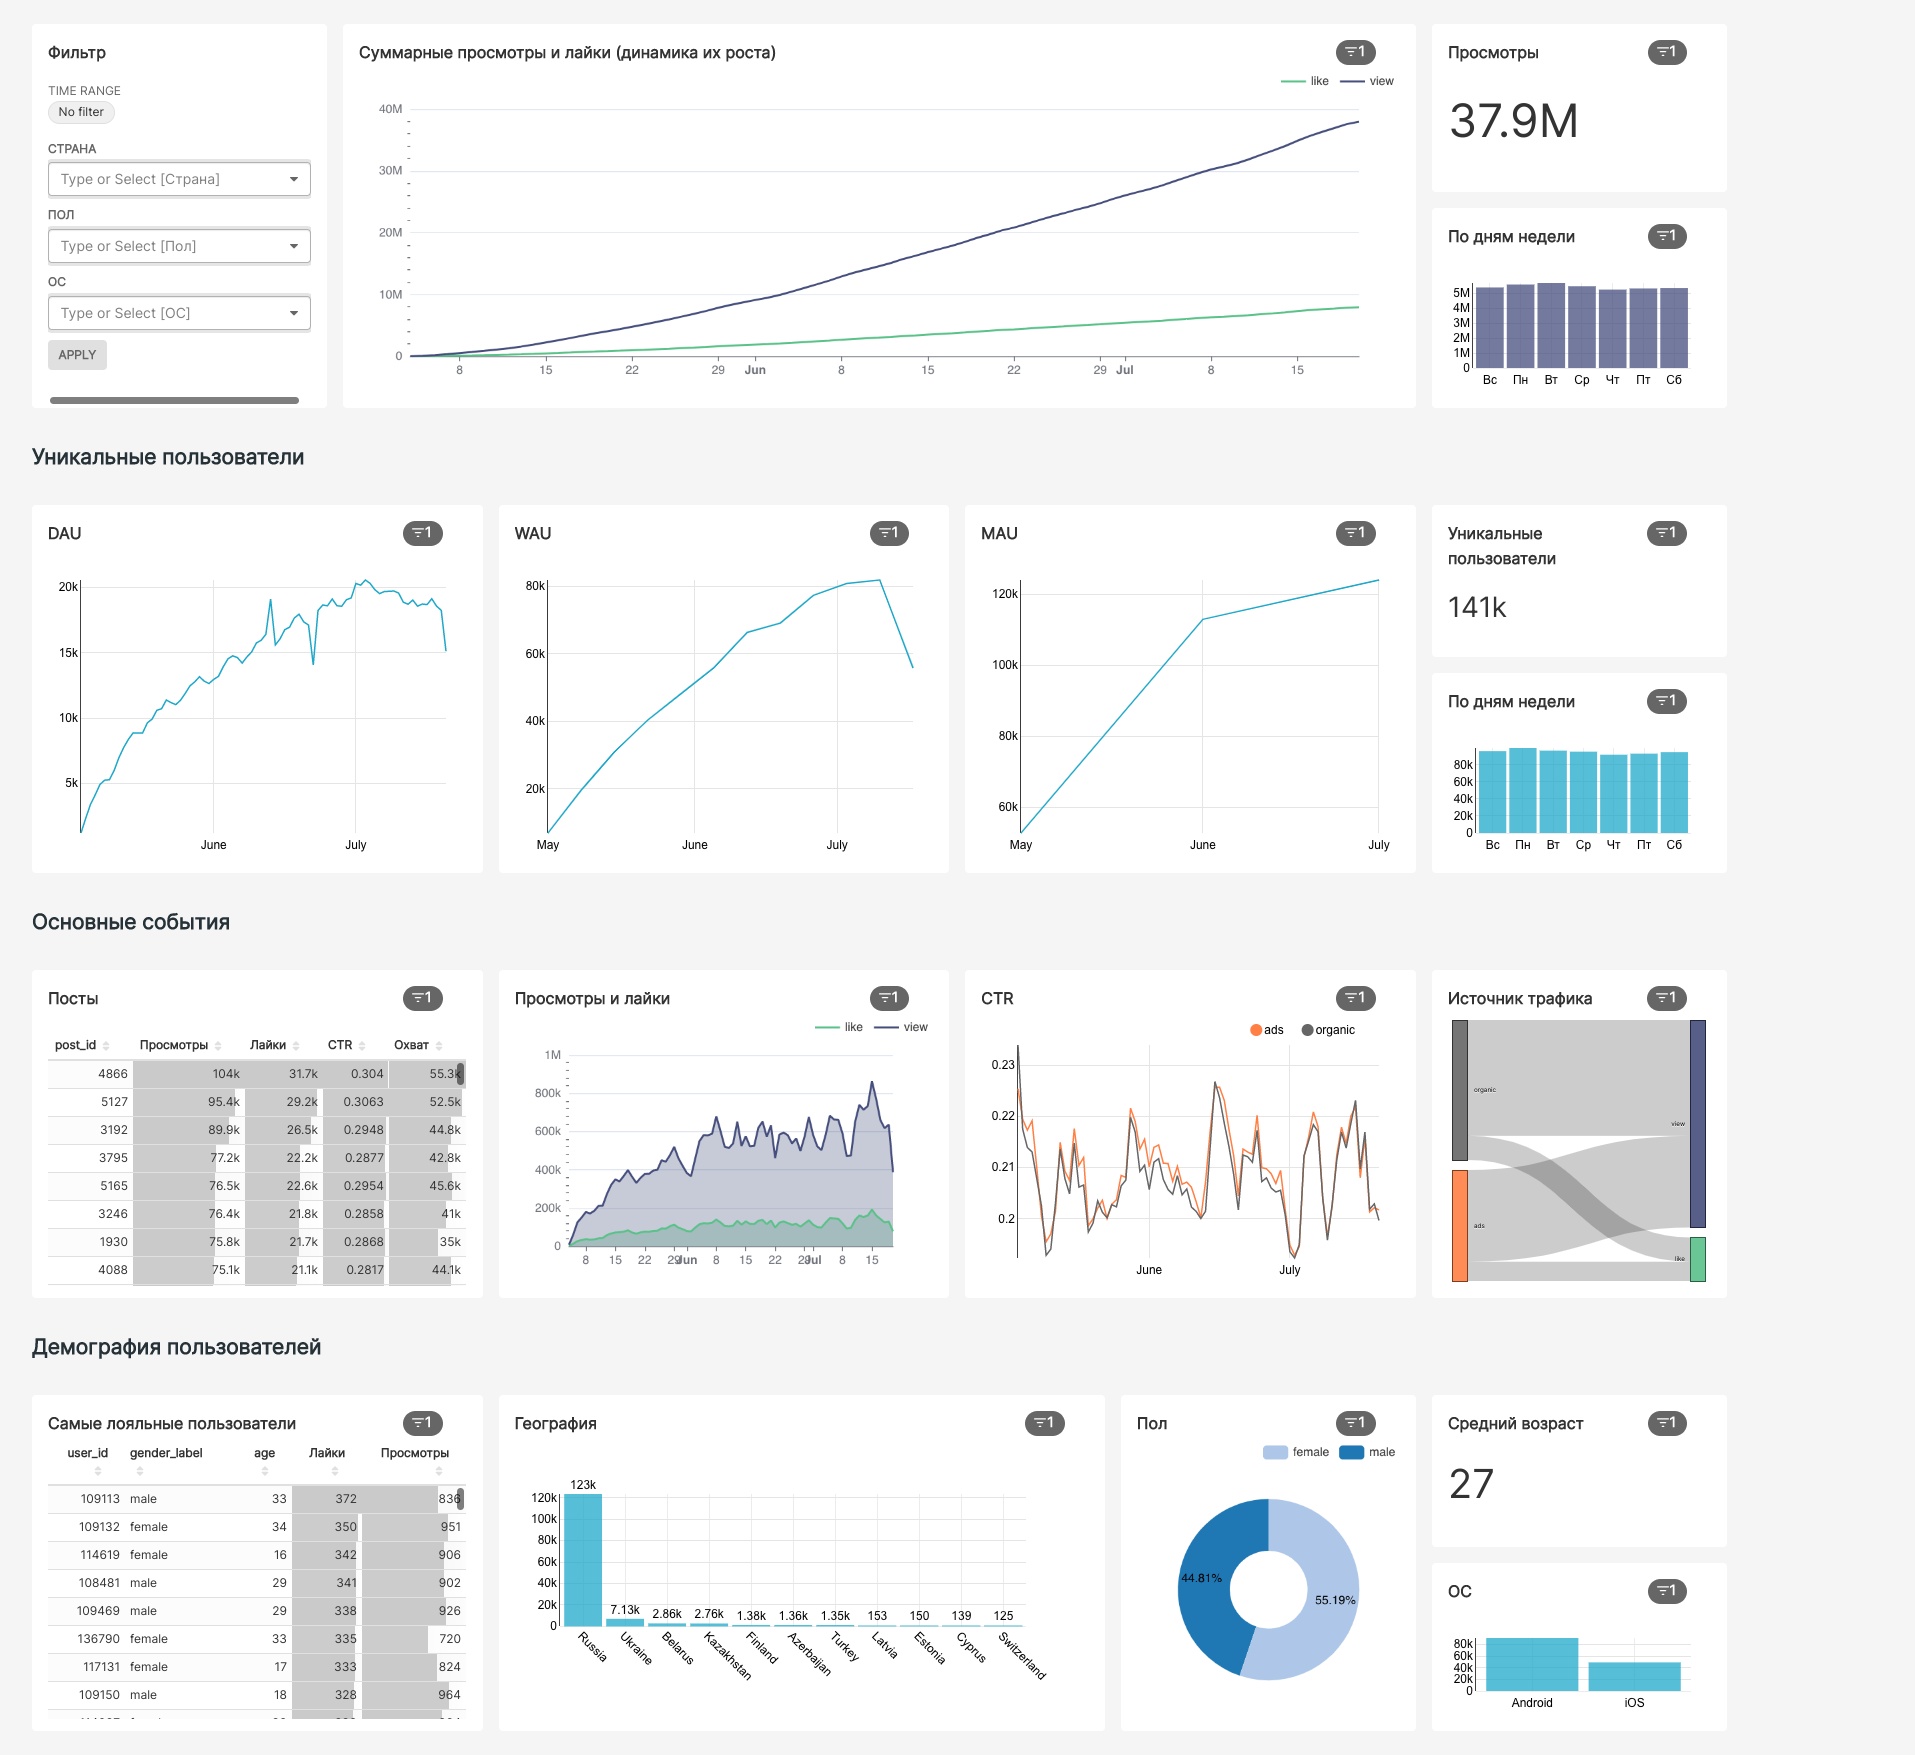 Фильтр
TIME RANGE
No filter
СТРАНА
Type or Select [Страна]
ПОЛ
Type or Select [Пол]
ОС
Type or Select [ОС]
APPLY
Суммарные просмотры и лайки (динамика их роста)
1
like view
40M
30M
20M
10M
0
8 15 22 29 Jun 8 15 22 29 Jul 8 15
Просмотры
1
37.9M
По дням недели
1
5M
4M
3M
2M
1M
0
Вс Пн Вт Ср Чт Пт Сб
Уникальные пользователи
DAU
1
20k
15k
10k
5k
June July
WAU
1
80k
60k
40k
20k
May June July
MAU
1
120k
100k
80k
60k
May June July
Уникальные
пользователи
1
141k
По дням недели
1
80k
60k
40k
20k
0
Вс Пн Вт Ср Чт Пт Сб
Основные события
Посты
1
post_id Просмотры Лайки CTR Охват
4866 104k 31.7k 0.304 55.3k
5127 95.4k 29.2k 0.3063 52.5k
3192 89.9k 26.5k 0.2948 44.8k
3795 77.2k 22.2k 0.2877 42.8k
5165 76.5k 22.6k 0.2954 45.6k
3246 76.4k 21.8k 0.2858 41k
1930 75.8k 21.7k 0.2868 35k
4088 75.1k 21.1k 0.2817 44.1k
Просмотры и лайки
1
like view
1M
800k
600k
400k
200k
0
8 15 22 29 Jun 8 15 22 29 Jul 8 15
CTR
1
ads organic
0.23
0.22
0.21
0.2
June July
Источник трафика
1
organic
view
ads
like
Демография пользователей
Самые лояльные пользователи
1
user_id gender_label age Лайки Просмотры
109113 male 33 372 836
109132 female 34 350 951
114619 female 16 342 906
108481 male 29 341 902
109469 male 29 338 926
136790 female 33 335 720
117131 female 17 333 824
109150 male 18 328 964
География
1
123k
7.13k 2.86k 2.76k 1.38k 1.36k 1.35k 153 150 139 125
120k
100k
80k
60k
40k
20k
0
Russia Ukraine Belarus Kazakhstan Finland Azerbaijan Turkey Latvia Estonia Cyprus Switzerland
Пол
1
female male
44.81%
55.19%
Средний возраст
1
27
ОС
1
80k
60k
40k
20k
0
Android iOS